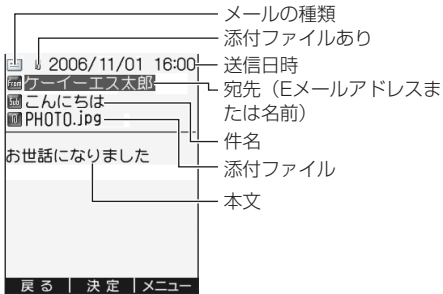 メールの種類
添付ファイルあり
2006/11/01 16:00
送信日時
From ケーイーエス太郎
宛先（Eメールアドレスま
たは名前）
Sub こんにちは
件名
PHOTO.jpg
添付ファイル
お世話になりました
本文
戻る 決定 メニュー